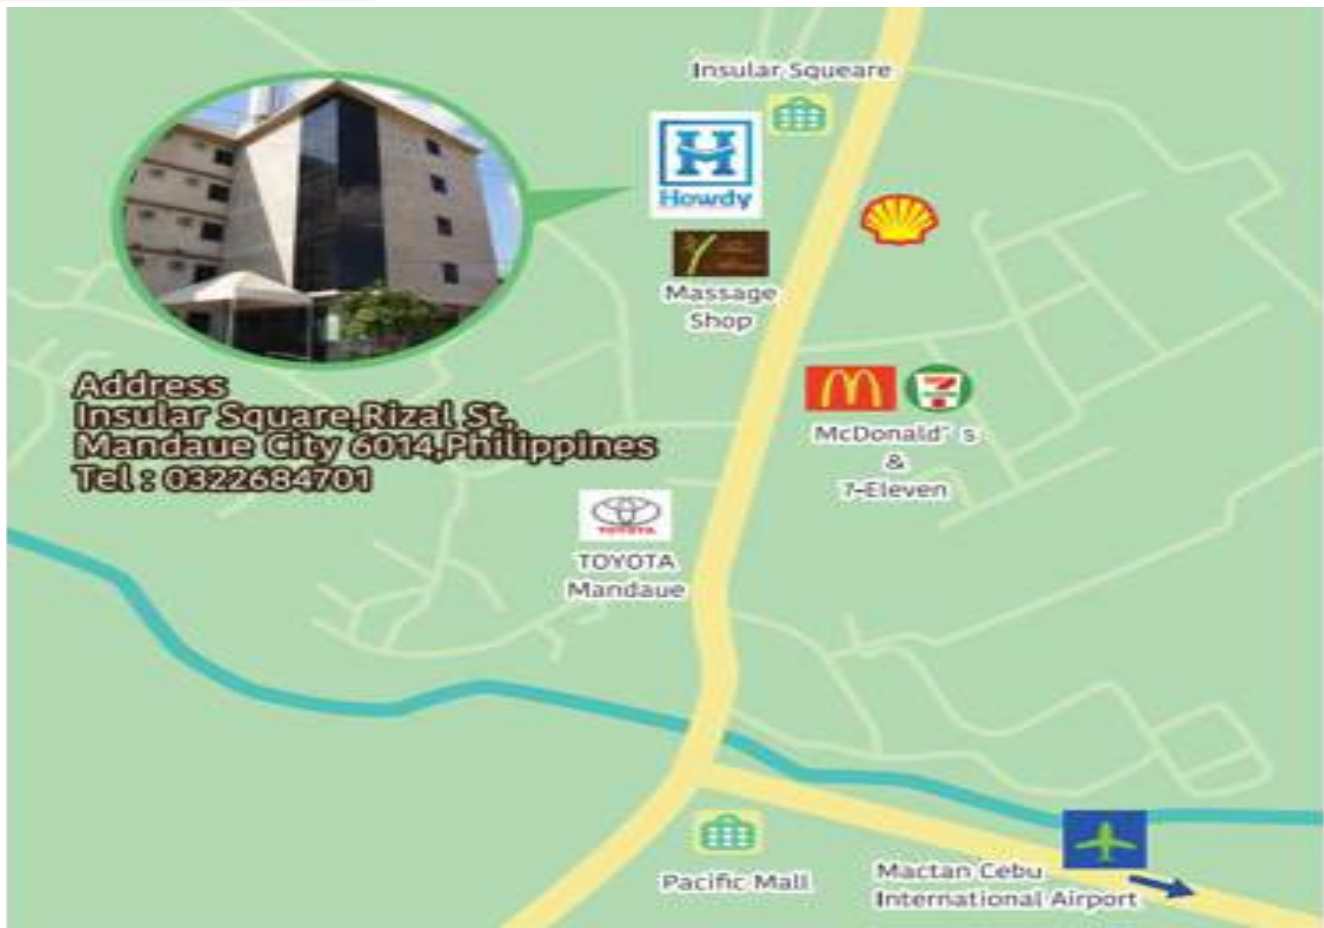 Insular Squeare
Howdy
Massage
Shop
Address
Insular Square,Rizal St,
Mandaue City 6014,Philippines
Tel : 0322684701
McDonald" s
&
7-Eleven
TOYOTA
TOYOTA
Mandaue
Pacific Mall
Mactan Cebu
International Airport